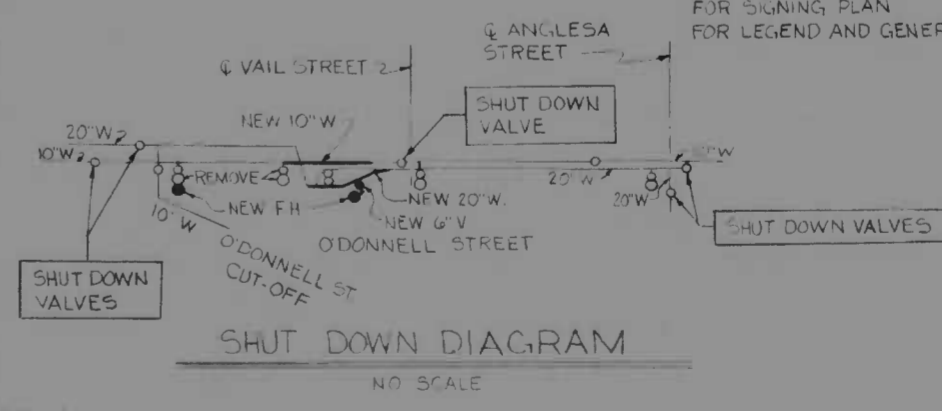 FOR SIGNING PLAN
FOR LEGEND AND GENER
℄ ANGLESA
STREET
℄ VAIL STREET
SHUT DOWN
VALVE
NEW 10"W
20"W
10"W
REMOVE
20"W
20"W
"W
NEW 20"W.
NEW F.H
10"W
NEW 6"V
O'DONNELL STREET
SHUT DOWN VALVES
O'DONNELL ST
CUT-OFF
SHUT DOWN
VALVES
SHUT DOWN DIAGRAM
NO SCALE